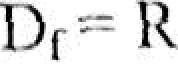 D_f = R